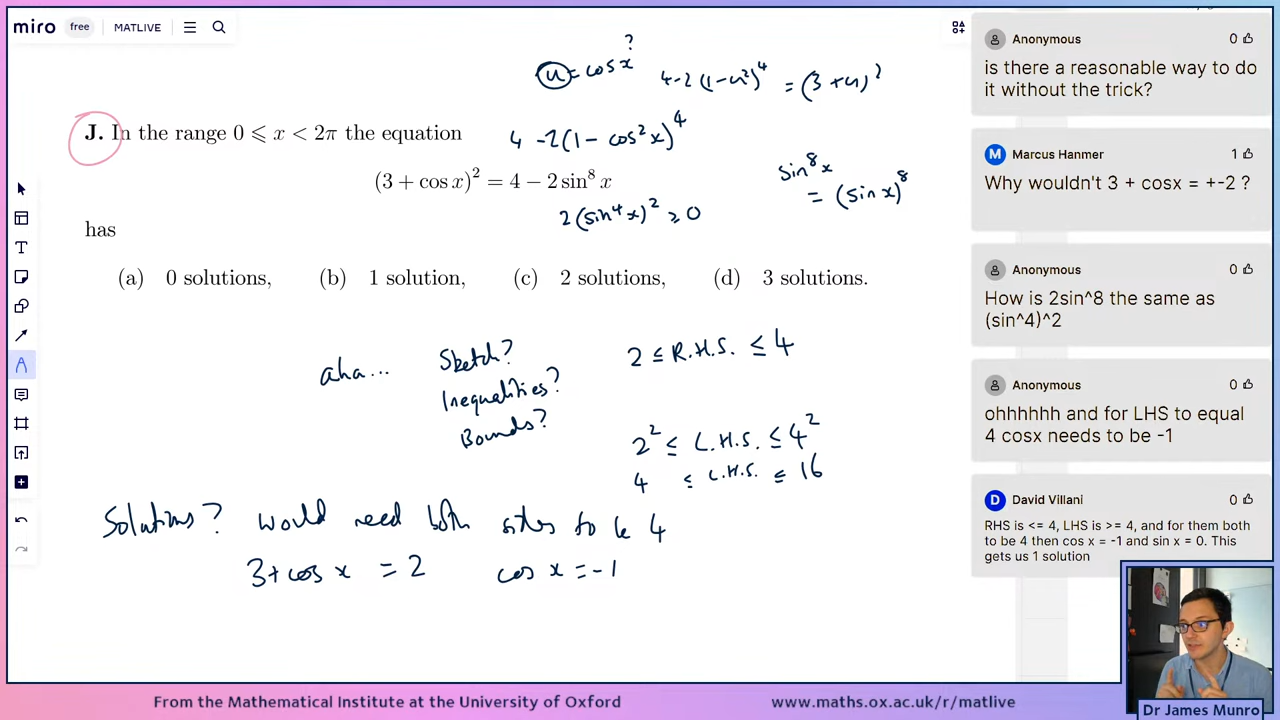 miro free MATLIVE
?
u = cos x
4-2(1-u²)⁴ = (3+u)²
J. In the range 0 ⩽ x < 2π the equation
4 -2(1 - cos²x)⁴
(3 + cos x)² = 4 − 2 sin⁸ x
sin⁸x
= (sin x)⁸
2(sin⁴x)² ≥ 0
has
(a) 0 solutions, (b) 1 solution, (c) 2 solutions, (d) 3 solutions.
aha...
Sketch?
Inequalities?
Bounds?
2 ≤ R.H.S. ≤ 4
2² ≤ L.H.S. ≤ 4²
4 ≤ L.H.S. ≤ 16
Solutions? would need both sides to be 4
3+cos x = 2 cos x = -1
Anonymous 0
is there a reasonable way to do
it without the trick?
M Marcus Hanmer 1
Why wouldn't 3 + cosx = +-2 ?
Anonymous 0
How is 2sin^8 the same as
(sin^4)^2
Anonymous 0
ohhhhhh and for LHS to equal
4 cosx needs to be -1
D David Villani 0
RHS is <= 4, LHS is >= 4, and for them both
to be 4 then cos x = -1 and sin x = 0. This
gets us 1 solution
From the Mathematical Institute at the University of Oxford
www.maths.ox.ac.uk/r/matlive
Dr James Munro